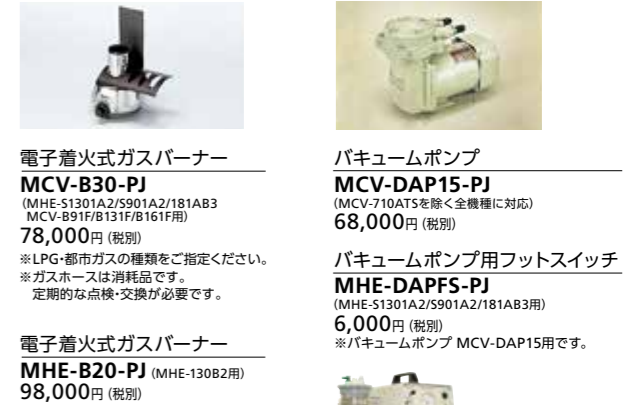 電子着火式ガスバーナー
MCV-B30-PJ
(MHE-S1301A2/S901A2/181AB3
MCV-B91F/B131F/B161F用)
78,000円(税別)
※LPG・都市ガスの種類をご指定ください。
※ガスホースは消耗品です。
定期的な点検・交換が必要です。
電子着火式ガスバーナー
MHE-B20-PJ (MHE-130B2用)
98,000円(税別)
バキュームポンプ
MCV-DAP15-PJ
(MCV-710ATSを除く全機種に対応)
68,000円(税別)
バキュームポンプ用フットスイッチ
MHE-DAPFS-PJ
(MHE-S1301A2/S901A2/181AB3用)
6,000円(税別)
※バキュームポンプ MCV-DAP15用です。